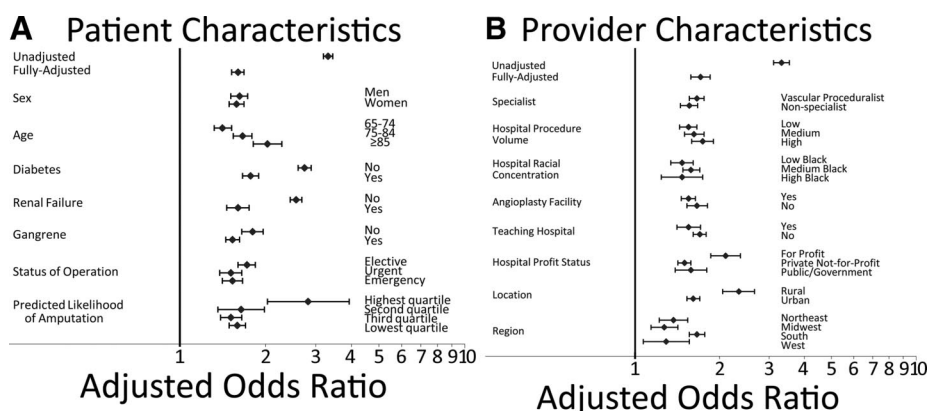 A Patient Characteristics
Unadjusted
Fully-Adjusted
Sex
Men
Women
Age
65-74
75-84
≥85
Diabetes
No
Yes
Renal Failure
No
Yes
Gangrene
No
Yes
Status of Operation
Elective
Urgent
Emergency
Predicted Likelihood
of Amputation
Highest quartile
Second quartile
Third quartile
Lowest quartile
1 2 3 4 5 6 7 8 9 10
Adjusted Odds Ratio
B Provider Characteristics
Unadjusted
Fully-Adjusted
Specialist
Vascular Proceduralist
Non-specialist
Hospital Procedure
Volume
Low
Medium
High
Hospital Racial
Concentration
Low Black
Medium Black
High Black
Angioplasty Facility
Yes
No
Teaching Hospital
Yes
No
Hospital Profit Status
For Profit
Private Not-for-Profit
Public/Government
Location
Rural
Urban
Region
Northeast
Midwest
South
West
1 2 3 4 5 6 7 8 9 10
Adjusted Odds Ratio